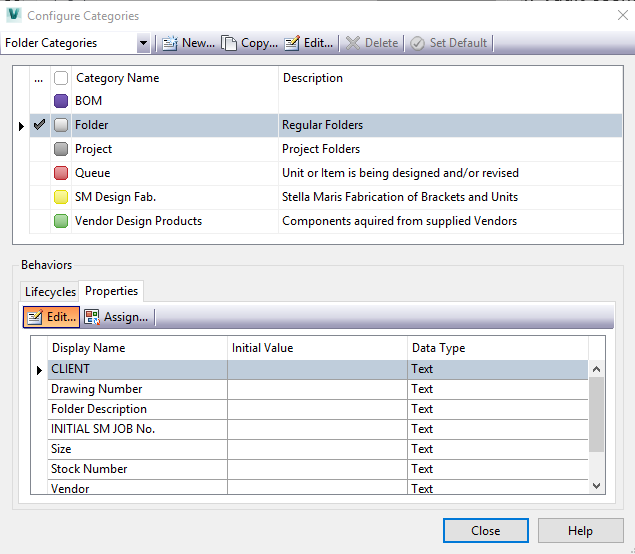 Configure Categories
Folder Categories New... Copy... Edit... Delete Set Default
... Category Name Description
BOM
Folder Regular Folders
Project Project Folders
Queue Unit or Item is being designed and/or revised
SM Design Fab. Stella Maris Fabrication of Brackets and Units
Vendor Design Products Components aquired from supplied Vendors
Behaviors
Lifecycles Properties
Edit... Assign...
Display Name Initial Value Data Type
CLIENT Text
Drawing Number Text
Folder Description Text
INITIAL SM JOB No. Text
Size Text
Stock Number Text
Vendor Text
Close Help